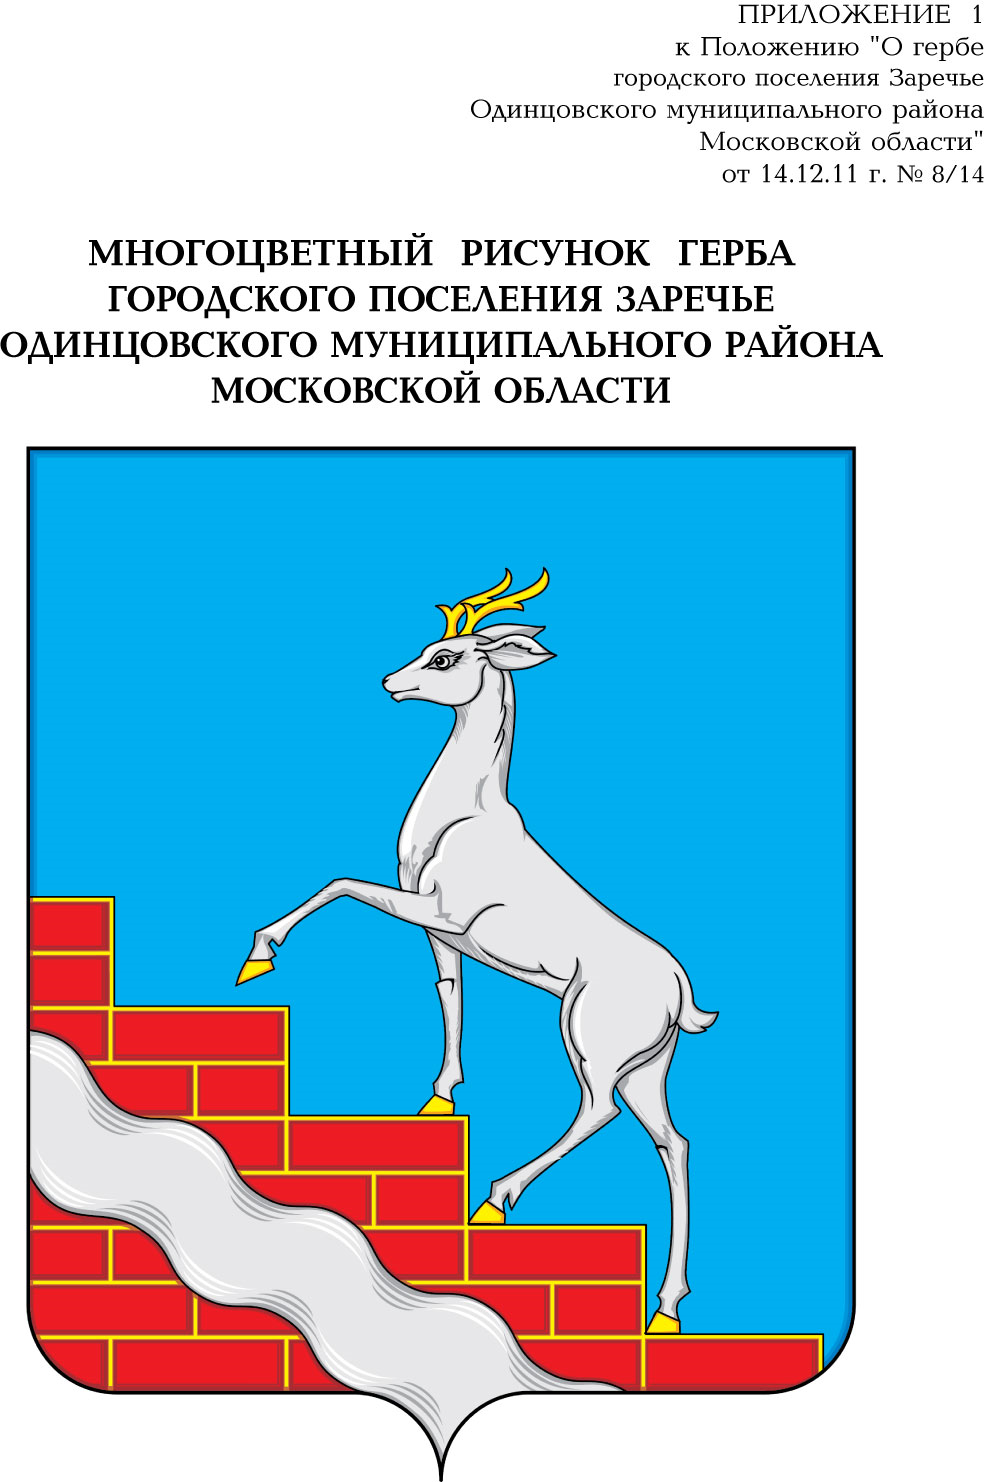 ПРИЛОЖЕНИЕ 1
к Положению "О гербе
городского поселения Заречье
Одинцовского муниципального района
Московской области"
от 14.12.11 г. № 8/14
МНОГОЦВЕТНЫЙ РИСУНОК ГЕРБА
ГОРОДСКОГО ПОСЕЛЕНИЯ ЗАРЕЧЬЕ
ОДИНЦОВСКОГО МУНИЦИПАЛЬНОГО РАЙОНА
МОСКОВСКОЙ ОБЛАСТИ